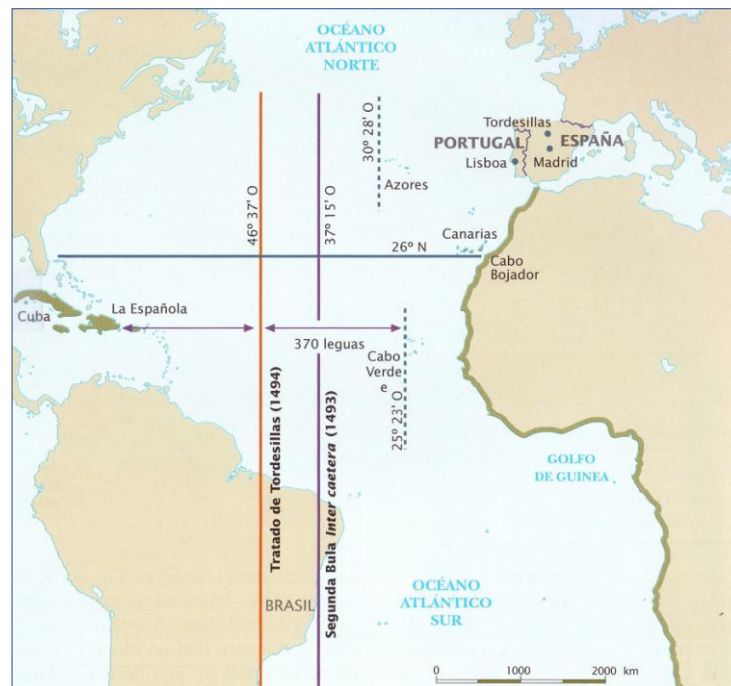 OCÉANO
ATLÁNTICO
NORTE
30º 28' O
Tordesillas
PORTUGAL
ESPAÑA
Lisboa
Madrid
Azores
46º 37' O
37º 15' O
Canarias
26º N
Cabo
Bojador
La Española
Cuba
370 leguas
Cabo
Verde
e
25º 23' O
Tratado de Tordesillas (1494)
Segunda Bula Inter caetera (1493)
GOLFO
DE GUINEA
BRASIL
OCÉANO
ATLÁNTICO
SUR
0 1000 2000 km